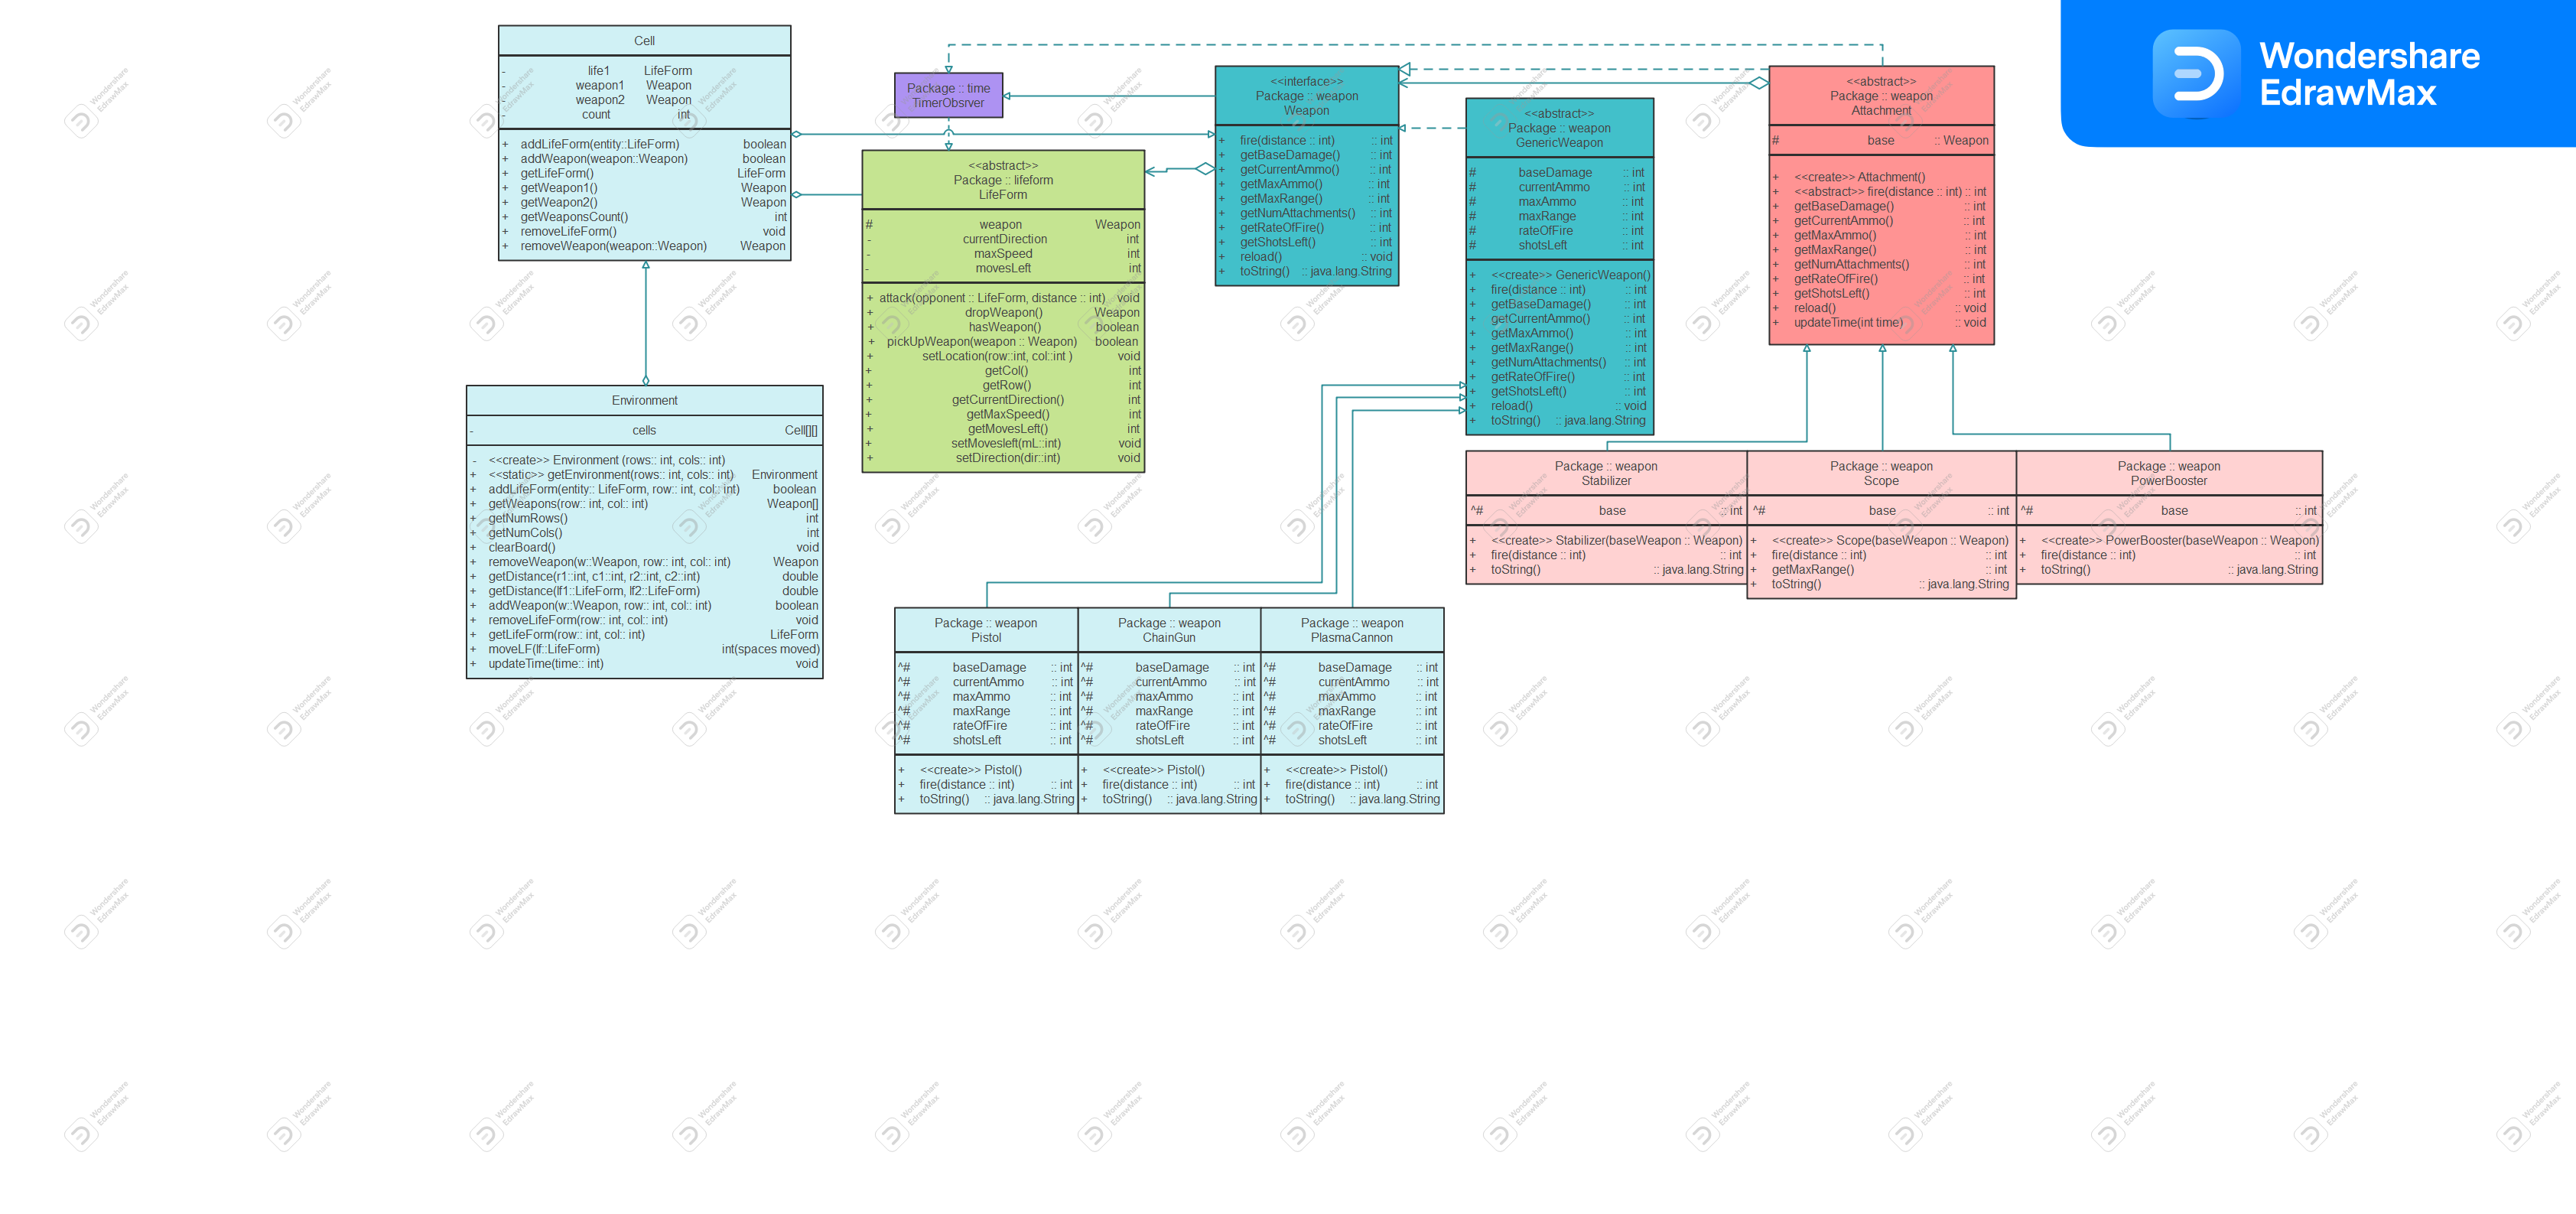 Wondershare
EdrawMax
Cell
- life1 LifeForm
- weapon1 Weapon
- weapon2 Weapon
- count int
+ addLifeForm(entity::LifeForm) boolean
+ addWeapon(weapon::Weapon) boolean
+ getLifeForm() LifeForm
+ getWeapon1() Weapon
+ getWeapon2() Weapon
+ getWeaponsCount() int
+ removeLifeForm() void
+ removeWeapon(weapon::Weapon) Weapon
Package :: time
TimerObsrver
<<abstract>>
Package :: lifeform
LifeForm
# weapon Weapon
- currentDirection int
- maxSpeed int
- movesLeft int
+ attack(opponent :: LifeForm, distance :: int) void
+ dropWeapon() Weapon
+ hasWeapon() boolean
+ pickUpWeapon(weapon :: Weapon) boolean
+ setLocation(row::int, col::int ) void
+ getCol() int
+ getRow() int
+ getCurrentDirection() int
+ getMaxSpeed() int
+ getMovesLeft() int
+ setMovesleft(mL::int) void
+ setDirection(dir::int) void
<<interface>>
Package :: weapon
Weapon
+ fire(distance :: int) :: int
+ getBaseDamage() :: int
+ getCurrentAmmo() :: int
+ getMaxAmmo() :: int
+ getMaxRange() :: int
+ getNumAttachments() :: int
+ getRateOfFire() :: int
+ getShotsLeft() :: int
+ reload() :: void
+ toString() :: java.lang.String
<<abstract>>
Package :: weapon
GenericWeapon
# baseDamage :: int
# currentAmmo :: int
# maxAmmo :: int
# maxRange :: int
# rateOfFire :: int
# shotsLeft :: int
+ <<create>> GenericWeapon()
+ fire(distance :: int) :: int
+ getBaseDamage() :: int
+ getCurrentAmmo() :: int
+ getMaxAmmo() :: int
+ getMaxRange() :: int
+ getNumAttachments() :: int
+ getRateOfFire() :: int
+ getShotsLeft() :: int
+ reload() :: void
+ toString() :: java.lang.String
<<abstract>>
Package :: weapon
Attachment
# base :: Weapon
+ <<create>> Attachment()
+ <<abstract>> fire(distance :: int) :: int
+ getBaseDamage() :: int
+ getCurrentAmmo() :: int
+ getMaxAmmo() :: int
+ getMaxRange() :: int
+ getNumAttachments() :: int
+ getRateOfFire() :: int
+ getShotsLeft() :: int
+ reload() :: void
+ updateTime(int time) :: void
Environment
- cells Cell[][]
- <<create>> Environment (rows:: int, cols:: int)
+ <<static>> getEnvironment(rows:: int, cols:: int) Environment
+ addLifeForm(entity:: LifeForm, row:: int, col:: int) boolean
+ getWeapons(row:: int, col:: int) Weapon[]
+ getNumRows() int
+ getNumCols() int
+ clearBoard() void
+ removeWeapon(w::Weapon, row:: int, col:: int) Weapon
+ getDistance(r1::int, c1::int, r2::int, c2::int) double
+ getDistance(lf1::LifeForm, lf2::LifeForm) double
+ addWeapon(w::Weapon, row:: int, col:: int) boolean
+ removeLifeForm(row:: int, col:: int) void
+ getLifeForm(row:: int, col:: int) LifeForm
+ moveLF(lf::LifeForm) int(spaces moved)
+ updateTime(time:: int) void
Package :: weapon
Stabilizer
^# base :: int
+ <<create>> Stabilizer(baseWeapon :: Weapon)
+ fire(distance :: int) :: int
+ toString() :: java.lang.String
Package :: weapon
Scope
^# base :: int
+ <<create>> Scope(baseWeapon :: Weapon)
+ fire(distance :: int) :: int
+ getMaxRange() :: int
+ toString() :: java.lang.String
Package :: weapon
PowerBooster
^# base :: int
+ <<create>> PowerBooster(baseWeapon :: Weapon)
+ fire(distance :: int) :: int
+ toString() :: java.lang.String
Package :: weapon
Pistol
^# baseDamage :: int
^# currentAmmo :: int
^# maxAmmo :: int
^# maxRange :: int
^# rateOfFire :: int
^# shotsLeft :: int
+ <<create>> Pistol()
+ fire(distance :: int) :: int
+ toString() :: java.lang.String
Package :: weapon
ChainGun
^# baseDamage :: int
^# currentAmmo :: int
^# maxAmmo :: int
^# maxRange :: int
^# rateOfFire :: int
^# shotsLeft :: int
+ <<create>> Pistol()
+ fire(distance :: int) :: int
+ toString() :: java.lang.String
Package :: weapon
PlasmaCannon
^# baseDamage :: int
^# currentAmmo :: int
^# maxAmmo :: int
^# maxRange :: int
^# rateOfFire :: int
^# shotsLeft :: int
+ <<create>> Pistol()
+ fire(distance :: int) :: int
+ toString() :: java.lang.String